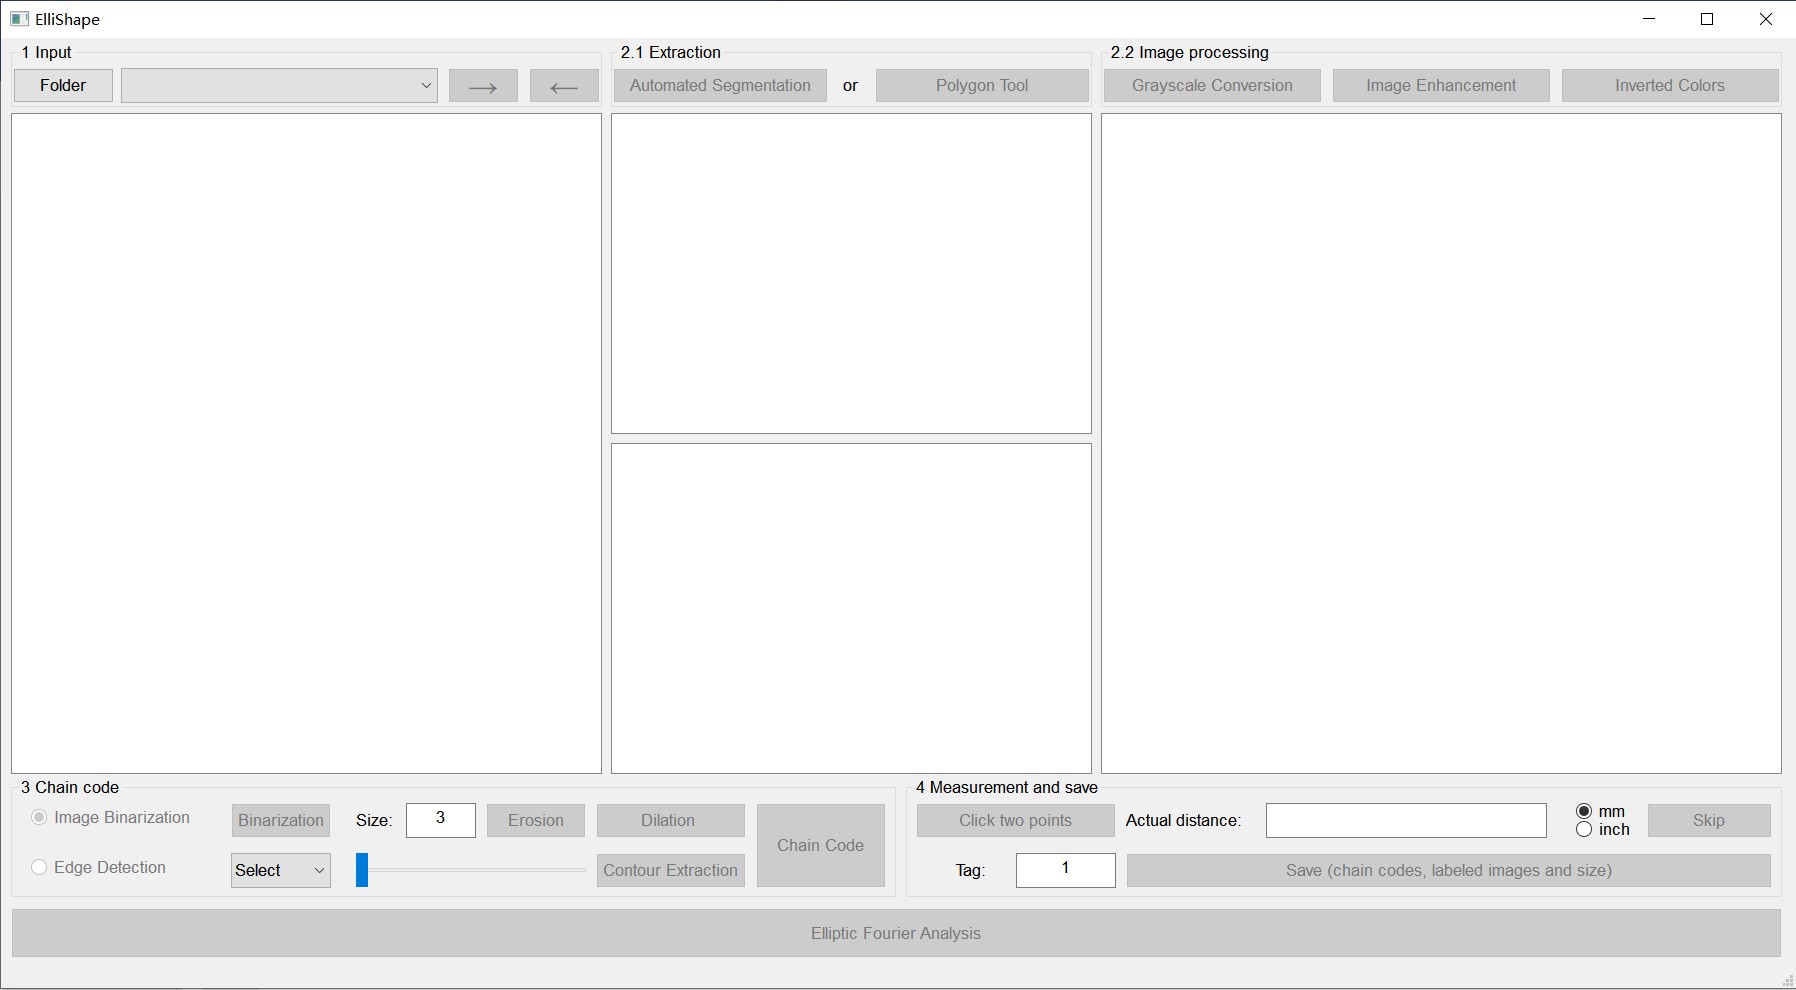 ElliShape
1 Input
Folder
→
←
2.1 Extraction
Automated Segmentation or Polygon Tool
2.2 Image processing
Grayscale Conversion Image Enhancement Inverted Colors
3 Chain code
Image Binarization Binarization Size: 3 Erosion Dilation
Chain Code
Edge Detection Select Contour Extraction
4 Measurement and save
Click two points Actual distance: mm
inch
Skip
Tag: 1 Save (chain codes, labeled images and size)
Elliptic Fourier Analysis